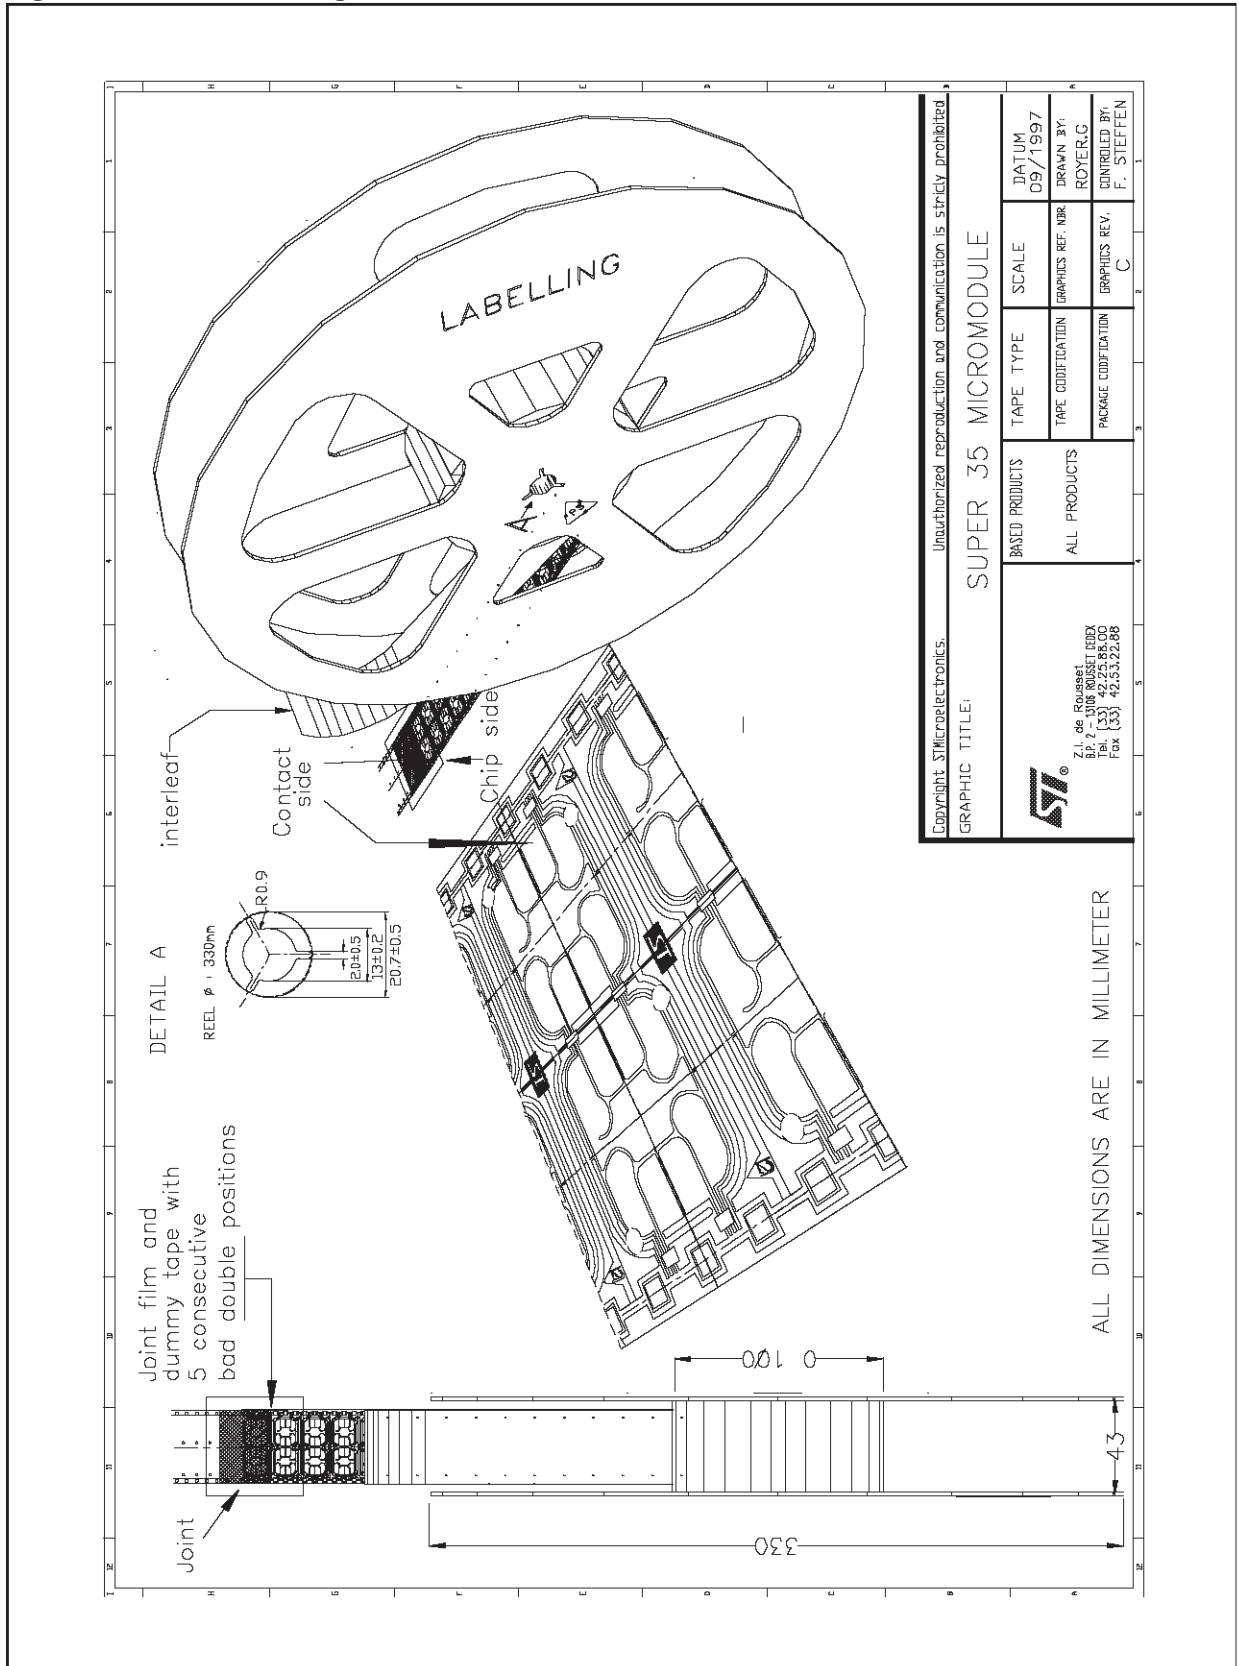 Joint film and
dummy tape with
5 consecutive
bad double positions
Joint
DETAIL A
REEL ø : 330mm
R0.9
2.0±0.5
13±0.2
20.7±0.5
interleaf
Contact
side
Chip side
LABELLING
A
0 100
43
330
ALL DIMENSIONS ARE IN MILLIMETER
Copyright STMicroelectronics. Unauthorized reproduction and communication is stricly prohibited
GRAPHIC TITLE:
SUPER 35 MICROMODULE
ST ®
Z.I. de Rousset
B.P. 2 - 13106 ROUSSET CEDEX
Tel. (33) 42.25.88.00
Fax (33) 42.53.22.88
BASED PRODUCTS
ALL PRODUCTS
TAPE TYPE
SCALE
DATUM
09/1997
TAPE CODIFICATION
GRAPHICS REF. NBR.
DRAWN BY:
ROYER.G
PACKAGE CODIFICATION
GRAPHICS REV.
C
CONTROLED BY:
F. STEFFEN